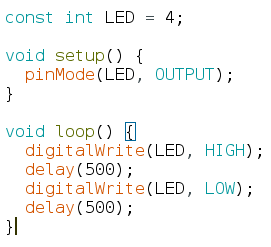 const int LED = 4;

void setup() {
  pinMode(LED, OUTPUT);
}

void loop() {
  digitalWrite(LED, HIGH);
  delay(500);
  digitalWrite(LED, LOW);
  delay(500);
}